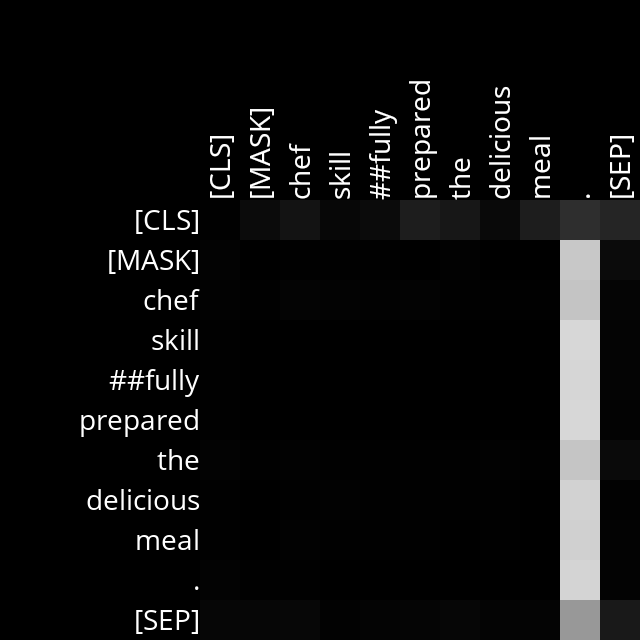 [CLS] [MASK] chef skill ##fully prepared the delicious meal . [SEP]
[CLS]
[MASK]
chef
skill
##fully
prepared
the
delicious
meal
.
[SEP]